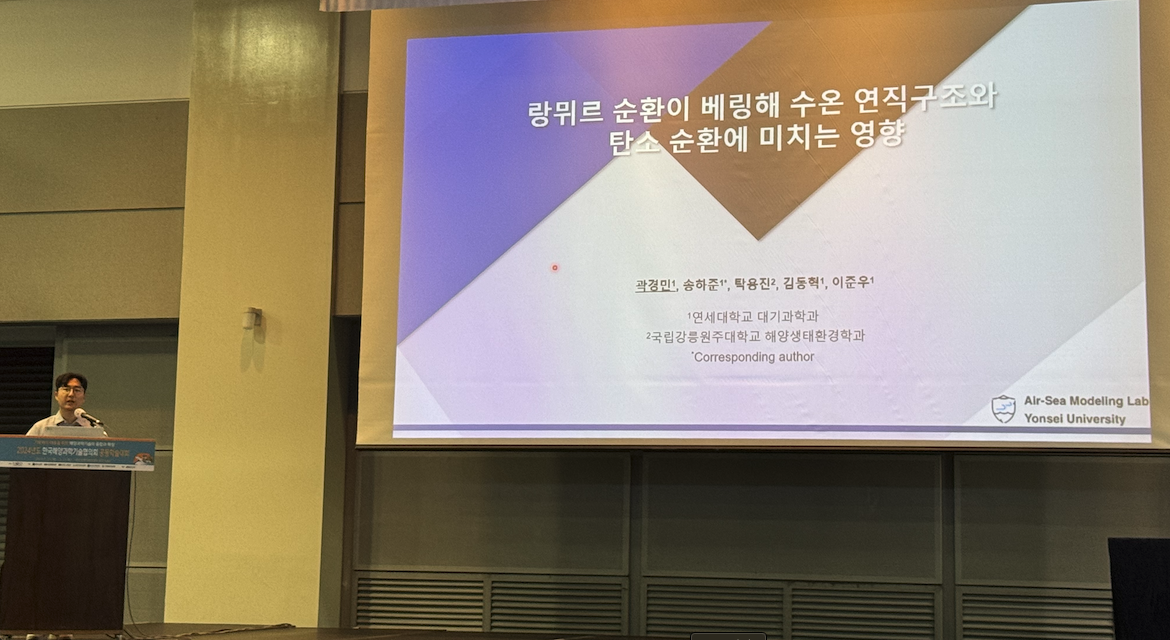 랑뮈르 순환이 베링해 수온 연직구조와
탄소 순환에 미치는 영향
곽경민¹, 송하준¹*, 탁용진², 김동혁¹, 이준우¹
¹연세대학교 대기과학과
²국립강릉원주대학교 해양생태환경학과
*Corresponding author
Air-Sea Modeling Lab
Yonsei University
2024년도 한국해양과학기술협의회 공동학술대회